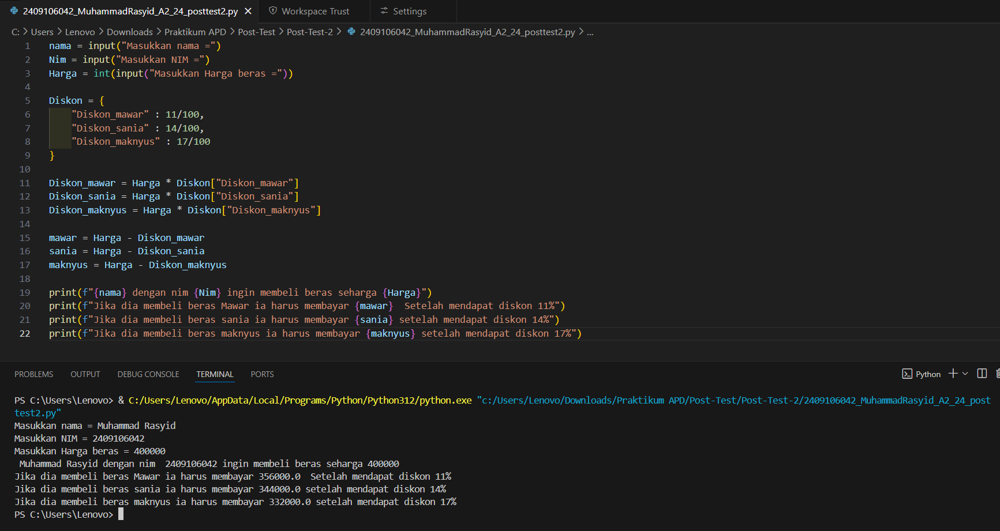 2409106042_MuhammadRasyid_A2_24_posttest2.py Workspace Trust Settings
C: > Users > Lenovo > Downloads > Praktikum APD > Post-Test > Post-Test-2 > 2409106042_MuhammadRasyid_A2_24_posttest2.py > ...
1 nama = input("Masukkan nama =")
2 Nim = input("Masukkan NIM =")
3 Harga = int(input("Masukkan Harga beras ="))
4
5 Diskon = {
6     "Diskon_mawar" : 11/100,
7     "Diskon_sania" : 14/100,
8     "Diskon_maknyus" : 17/100
9 }
10
11 Diskon_mawar = Harga * Diskon["Diskon_mawar"]
12 Diskon_sania = Harga * Diskon["Diskon_sania"]
13 Diskon_maknyus = Harga * Diskon["Diskon_maknyus"]
14
15 mawar = Harga - Diskon_mawar
16 sania = Harga - Diskon_sania
17 maknyus = Harga - Diskon_maknyus
18
19 print(f"{nama} dengan nim {Nim} ingin membeli beras seharga {Harga}")
20 print(f"Jika dia membeli beras Mawar ia harus membayar {mawar}  Setelah mendapat diskon 11%")
21 print(f"Jika dia membeli beras sania ia harus membayar {sania} setelah mendapat diskon 14%")
22 print(f"Jika dia membeli beras maknyus ia harus membayar {maknyus} setelah mendapat diskon 17%")
PROBLEMS OUTPUT DEBUG CONSOLE TERMINAL PORTS Python
PS C:\Users\Lenovo> & C:/Users/Lenovo/AppData/Local/Programs/Python/Python312/python.exe "c:/Users/Lenovo/Downloads/Praktikum APD/Post-Test/Post-Test-2/2409106042_MuhammadRasyid_A2_24_post
test2.py"
Masukkan nama = Muhammad Rasyid
Masukkan NIM = 2409106042
Masukkan Harga beras = 400000
 Muhammad Rasyid dengan nim  2409106042 ingin membeli beras seharga 400000
Jika dia membeli beras Mawar ia harus membayar 356000.0  Setelah mendapat diskon 11%
Jika dia membeli beras sania ia harus membayar 344000.0 setelah mendapat diskon 14%
Jika dia membeli beras maknyus ia harus membayar 332000.0 setelah mendapat diskon 17%
PS C:\Users\Lenovo>